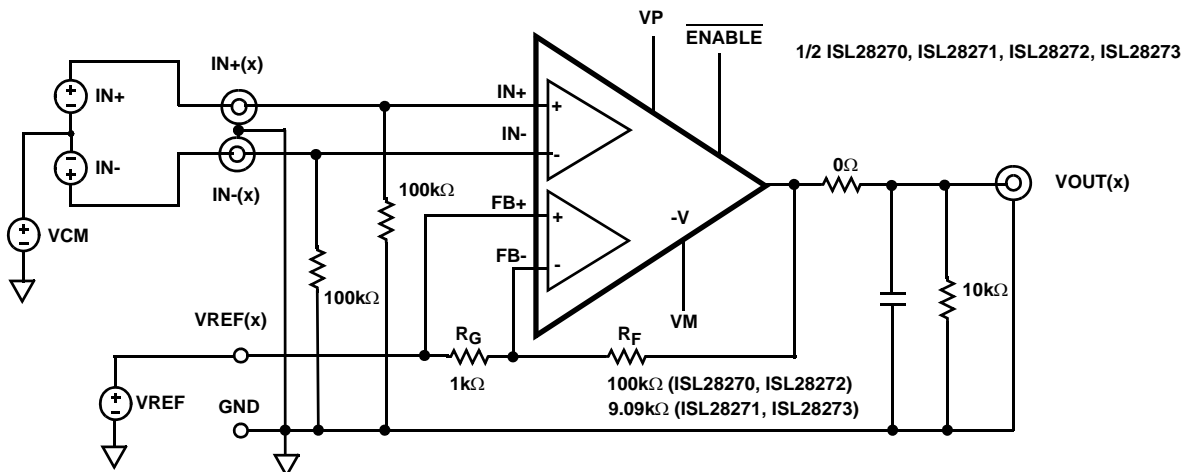 VP
ENABLE
1/2 ISL28270, ISL28271, ISL28272, ISL28273
IN+(x)
IN+
+
-
IN+
+
IN-
-
-
+
IN-
IN-(x)
0Ω
VOUT(x)
100kΩ
FB+
+
-V
+
-
VCM
FB-
-
100kΩ
10kΩ
VREF(x)
VM
RG
RF
1kΩ
100kΩ (ISL28270, ISL28272)
9.09kΩ (ISL28271, ISL28273)
+
-
VREF
GND